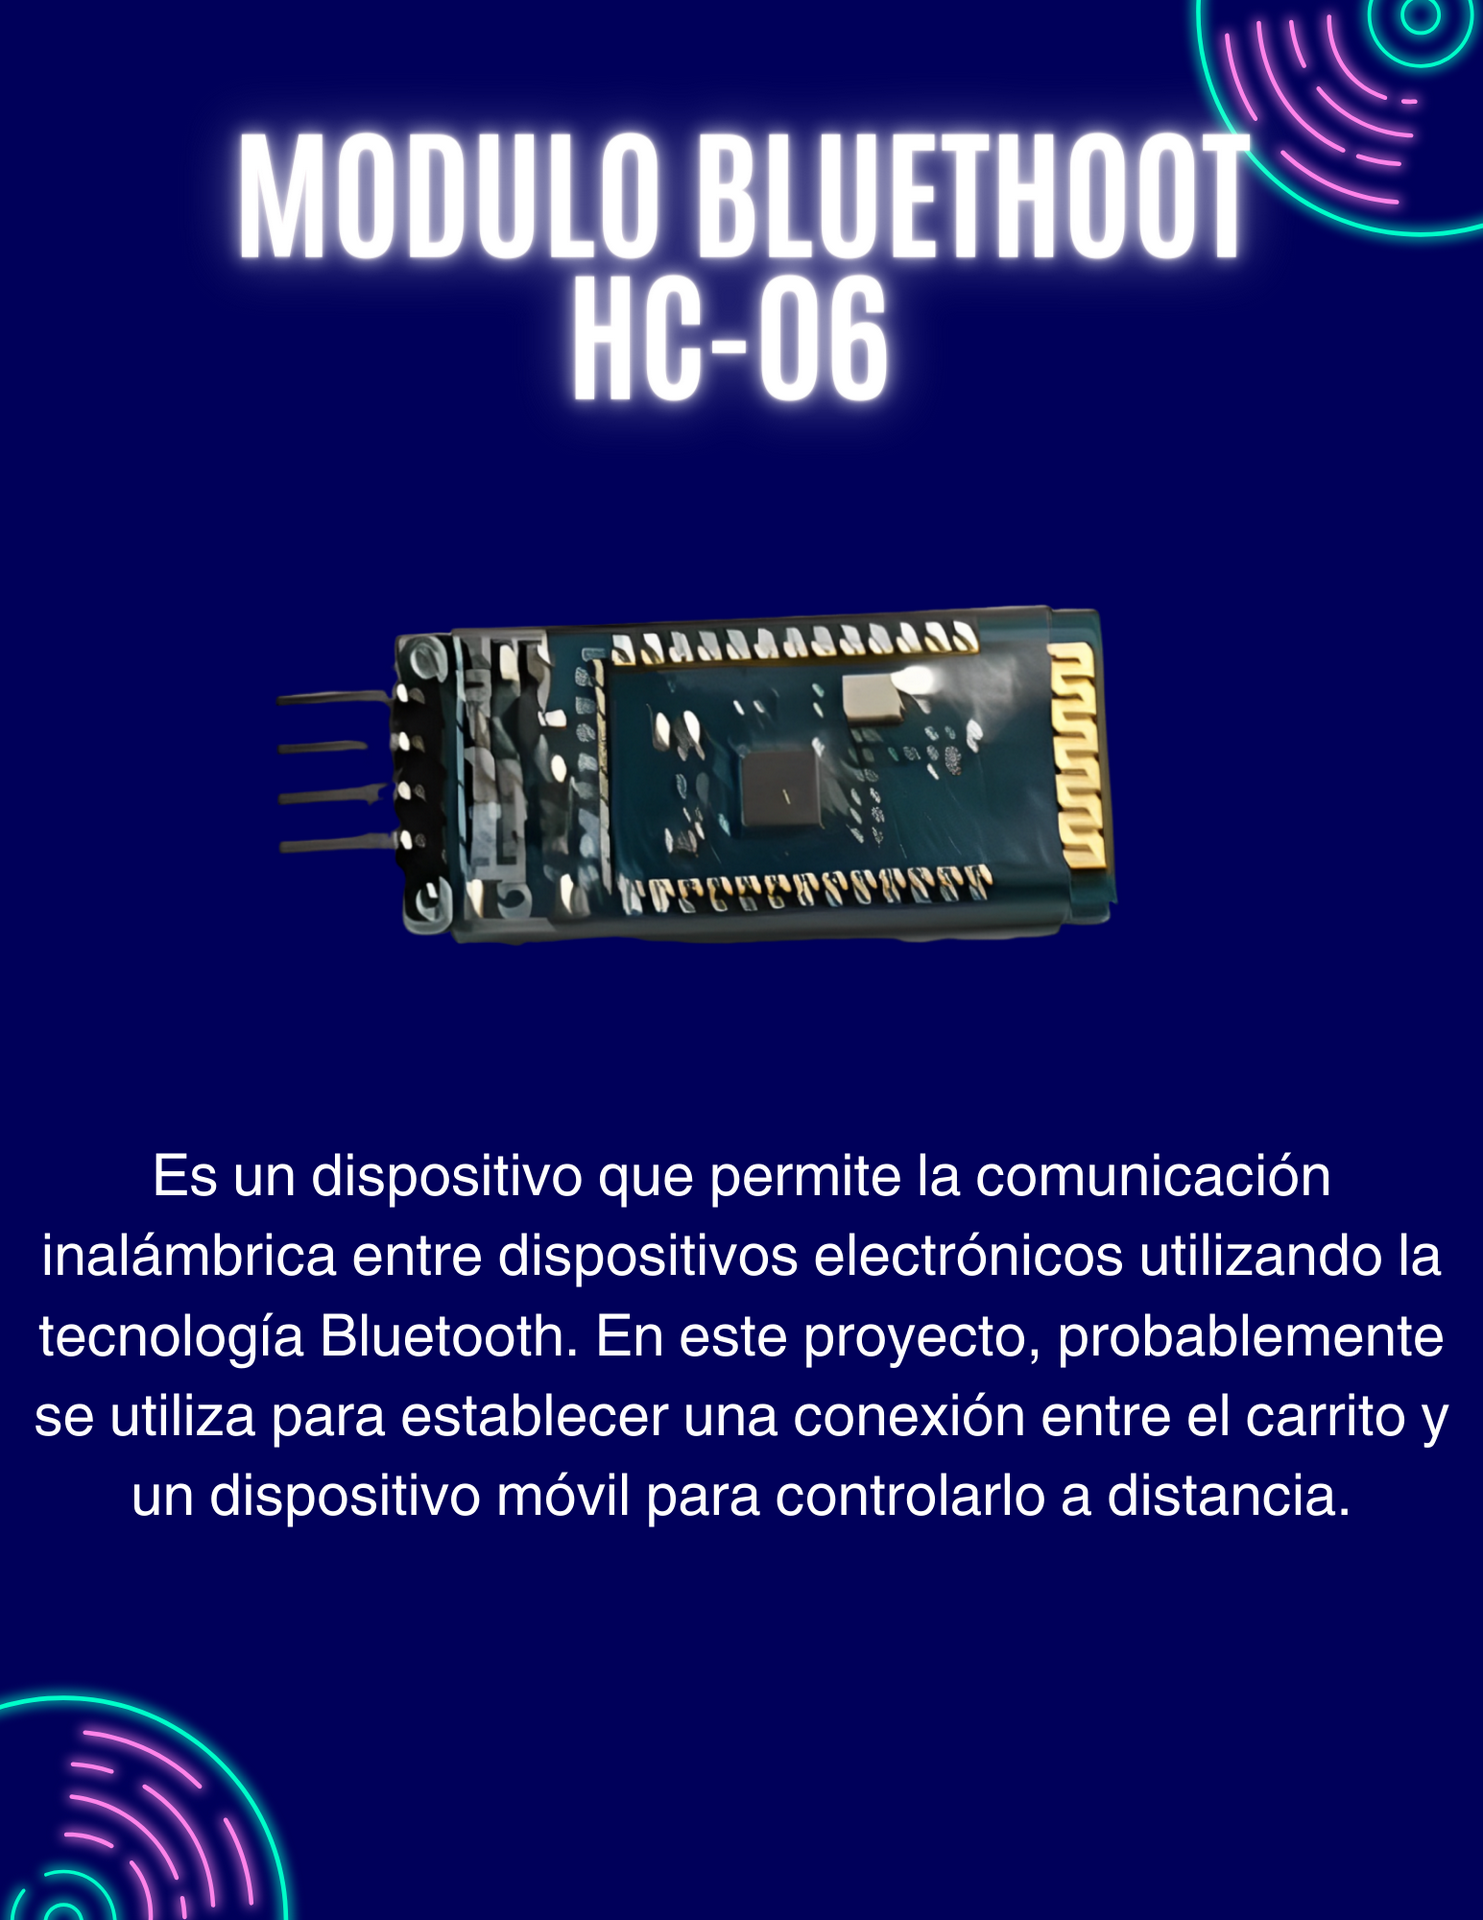 MODULO BLUETHOOT
HC-06
Es un dispositivo que permite la comunicación
inalámbrica entre dispositivos electrónicos utilizando la
tecnología Bluetooth. En este proyecto, probablemente
se utiliza para establecer una conexión entre el carrito y
un dispositivo móvil para controlarlo a distancia.